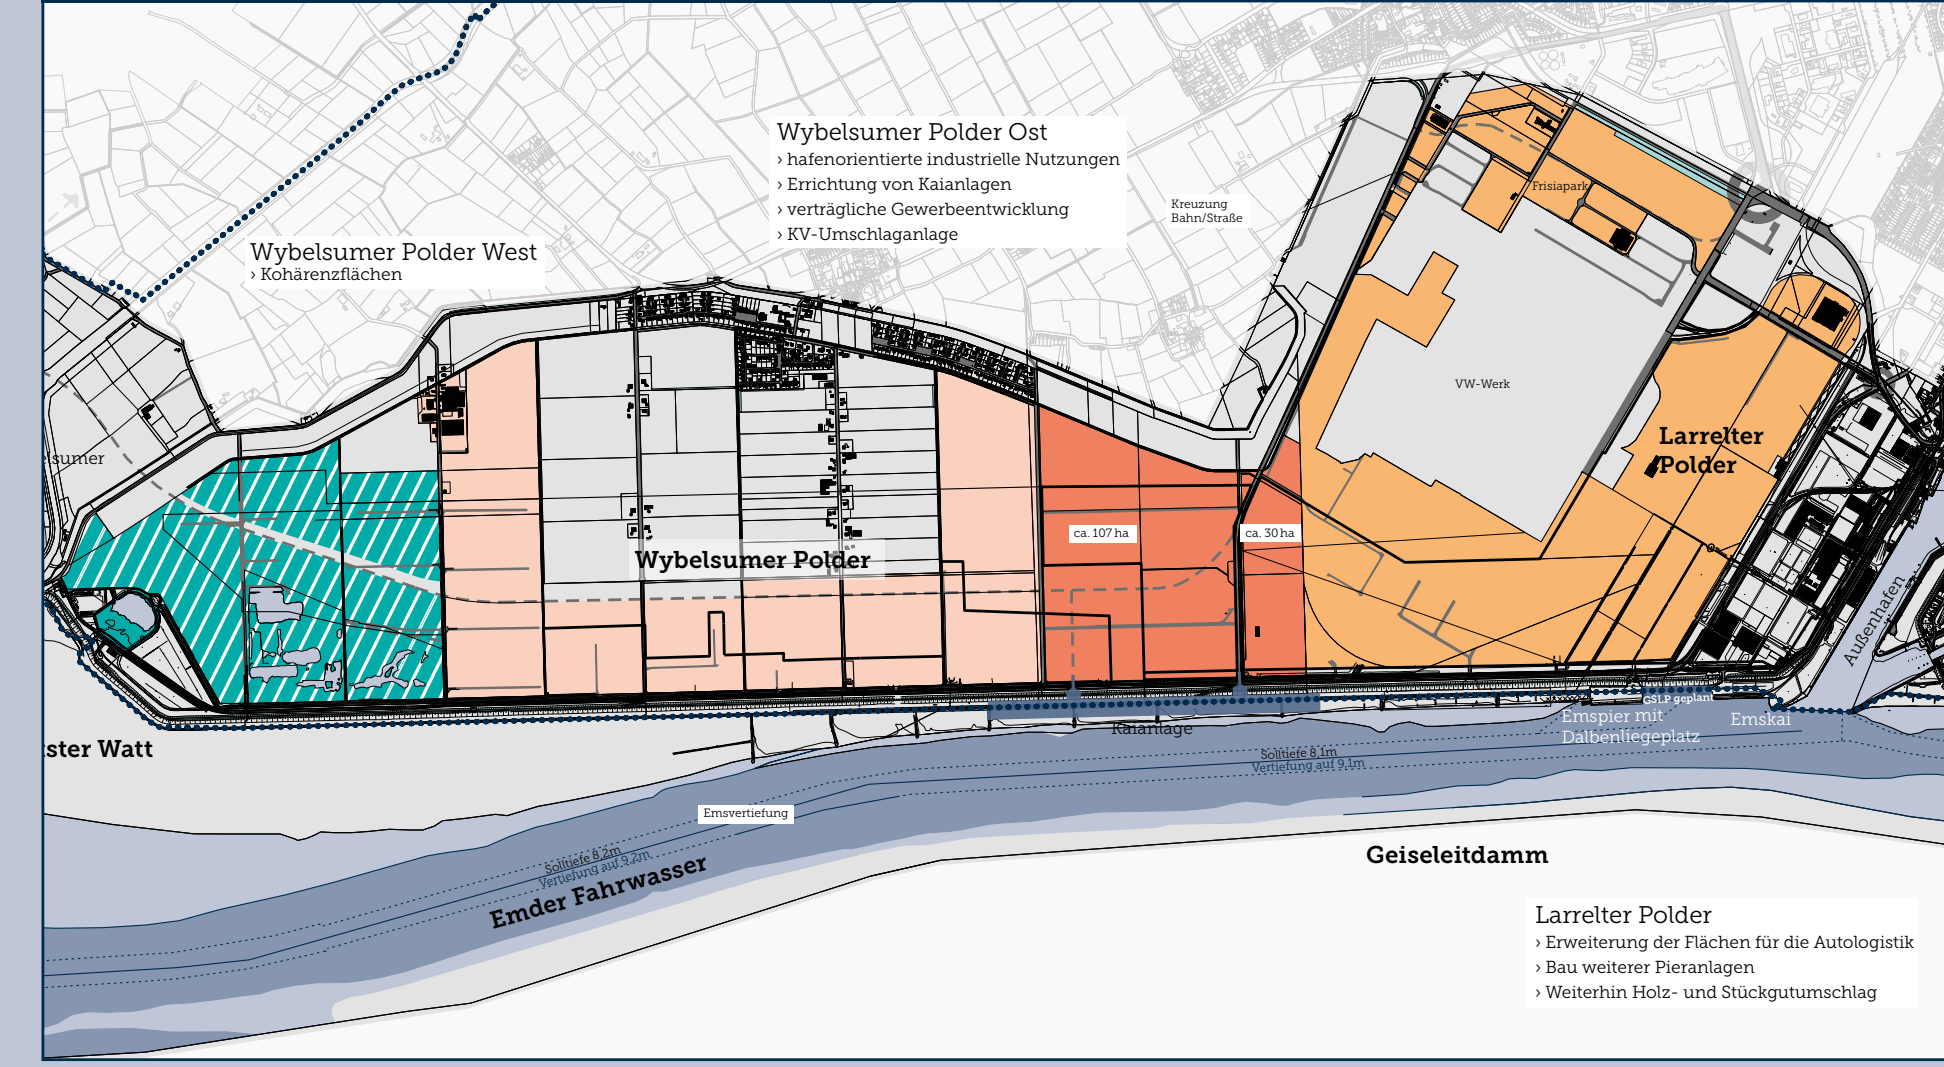 Wybelsumer Polder Ost
› hafenorientierte industrielle Nutzungen
› Errichtung von Kaianlagen
› verträgliche Gewerbeentwicklung
› KV-Umschlaganlage
Kreuzung
Bahn/Straße
Wybelsumer Polder West
› Kohärenzflächen
Frisiapark
VW-Werk
Larrelter
Polder
elsumer
ca. 107 ha
ca. 30 ha
Wybelsumer Polder
Außenhafen
GSLP geplant
Emspier mit
Dalbenliegeplatz
Emskai
Kaianlage
ster Watt
Solltiefe 8,1m
Vertiefung auf 9,1m
Emsvertiefung
Solltiefe 8,2m
Vertiefung auf 9,2m
Emder Fahrwasser
Geiseleitdamm
Larrelter Polder
› Erweiterung der Flächen für die Autologistik
› Bau weiterer Pieranlagen
› Weiterhin Holz- und Stückgutumschlag